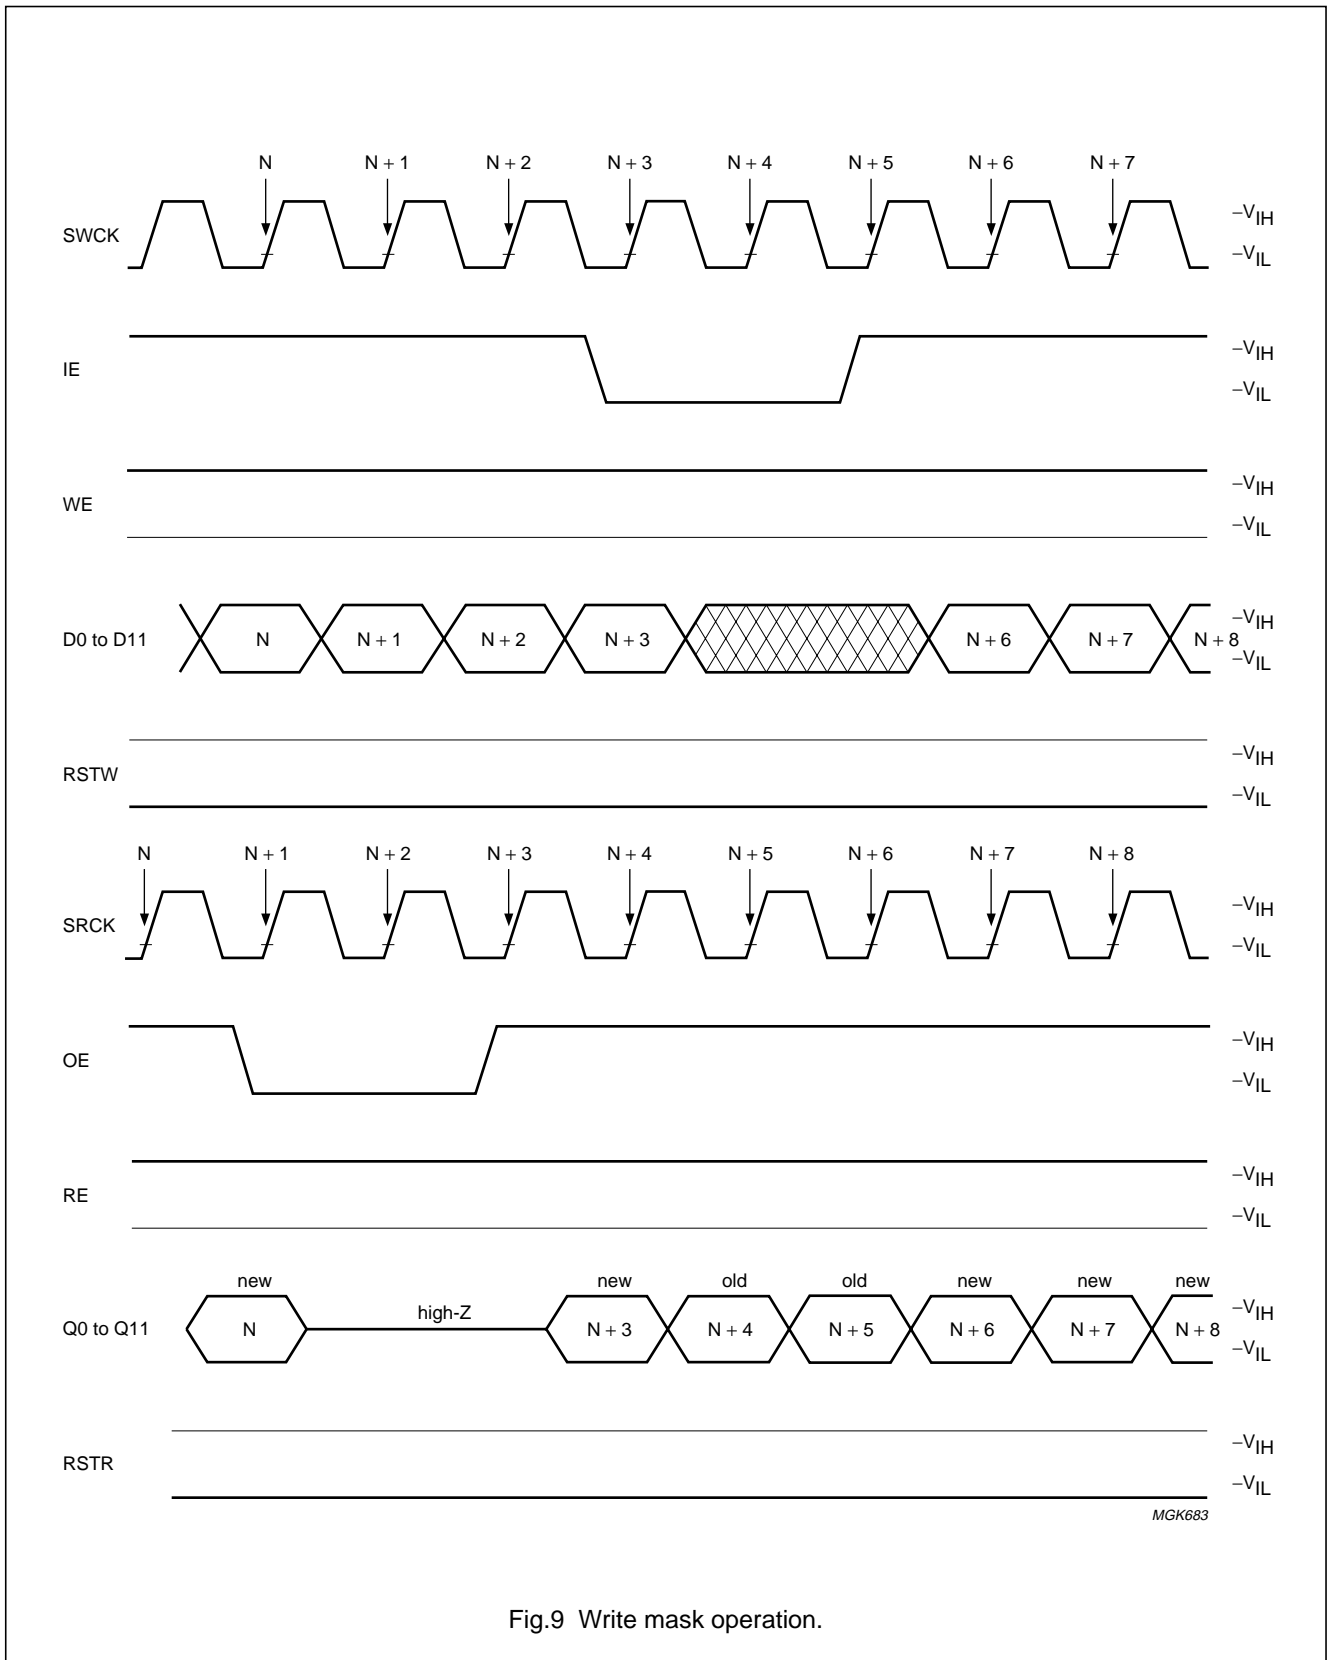 N N + 1 N + 2 N + 3 N + 4 N + 5 N + 6 N + 7
SWCK –VIH
–VIL
IE –VIH
–VIL
WE –VIH
–VIL
D0 to D11 N N + 1 N + 2 N + 3 N + 6 N + 7 N + 8 –VIH
–VIL
RSTW –VIH
–VIL
N N + 1 N + 2 N + 3 N + 4 N + 5 N + 6 N + 7 N + 8
SRCK –VIH
–VIL
OE –VIH
–VIL
RE –VIH
–VIL
new new old old new new new
Q0 to Q11 N high-Z N + 3 N + 4 N + 5 N + 6 N + 7 N + 8 –VIH
–VIL
RSTR –VIH
–VIL
MGK683
Fig.9 Write mask operation.